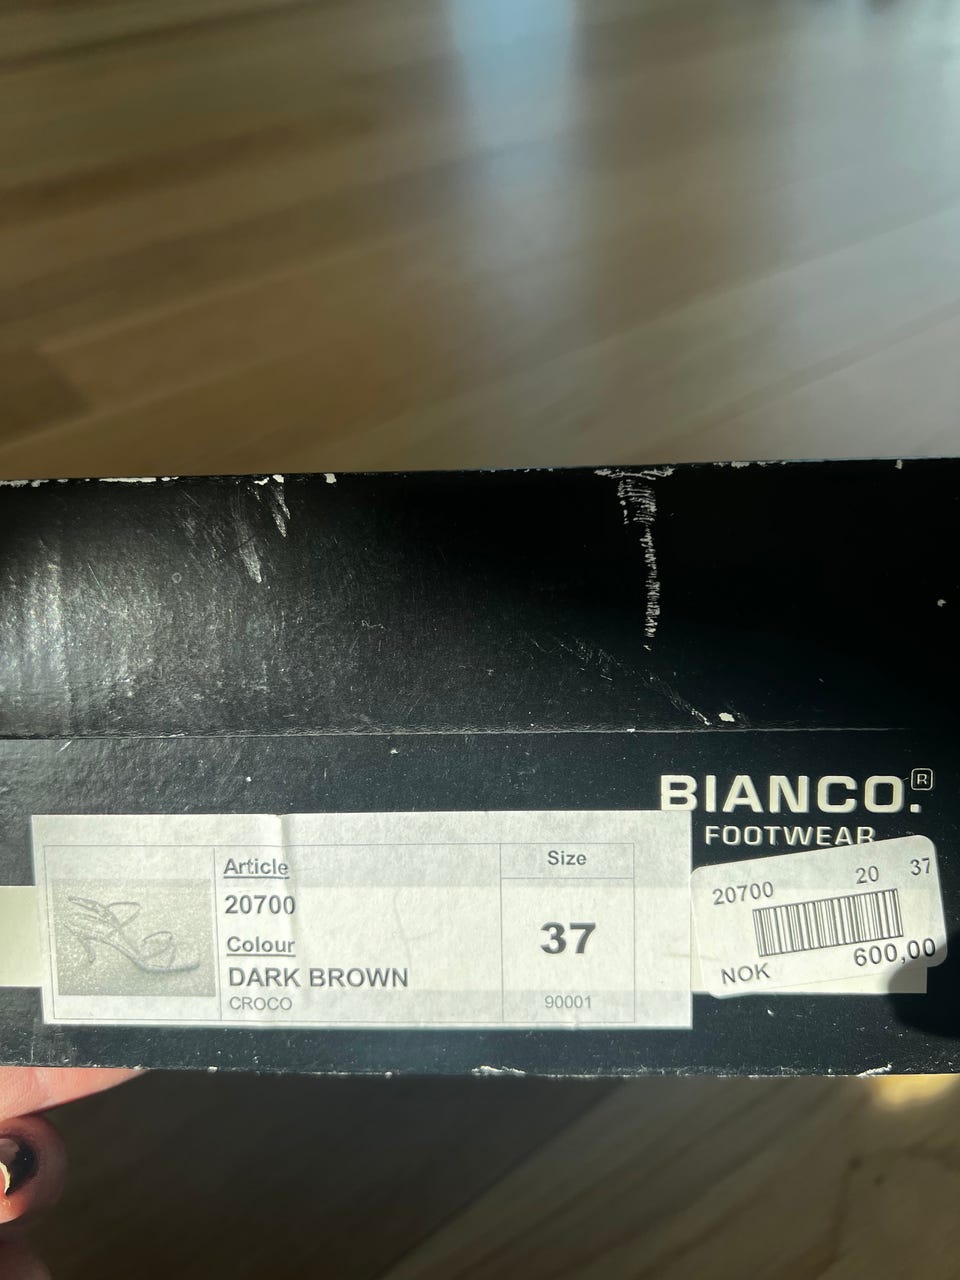 BIANCO.®
FOOTWEAR
Article
20700
Colour
DARK BROWN
CROCO
Size
37
90001
20700 20 37
NOK 600,00